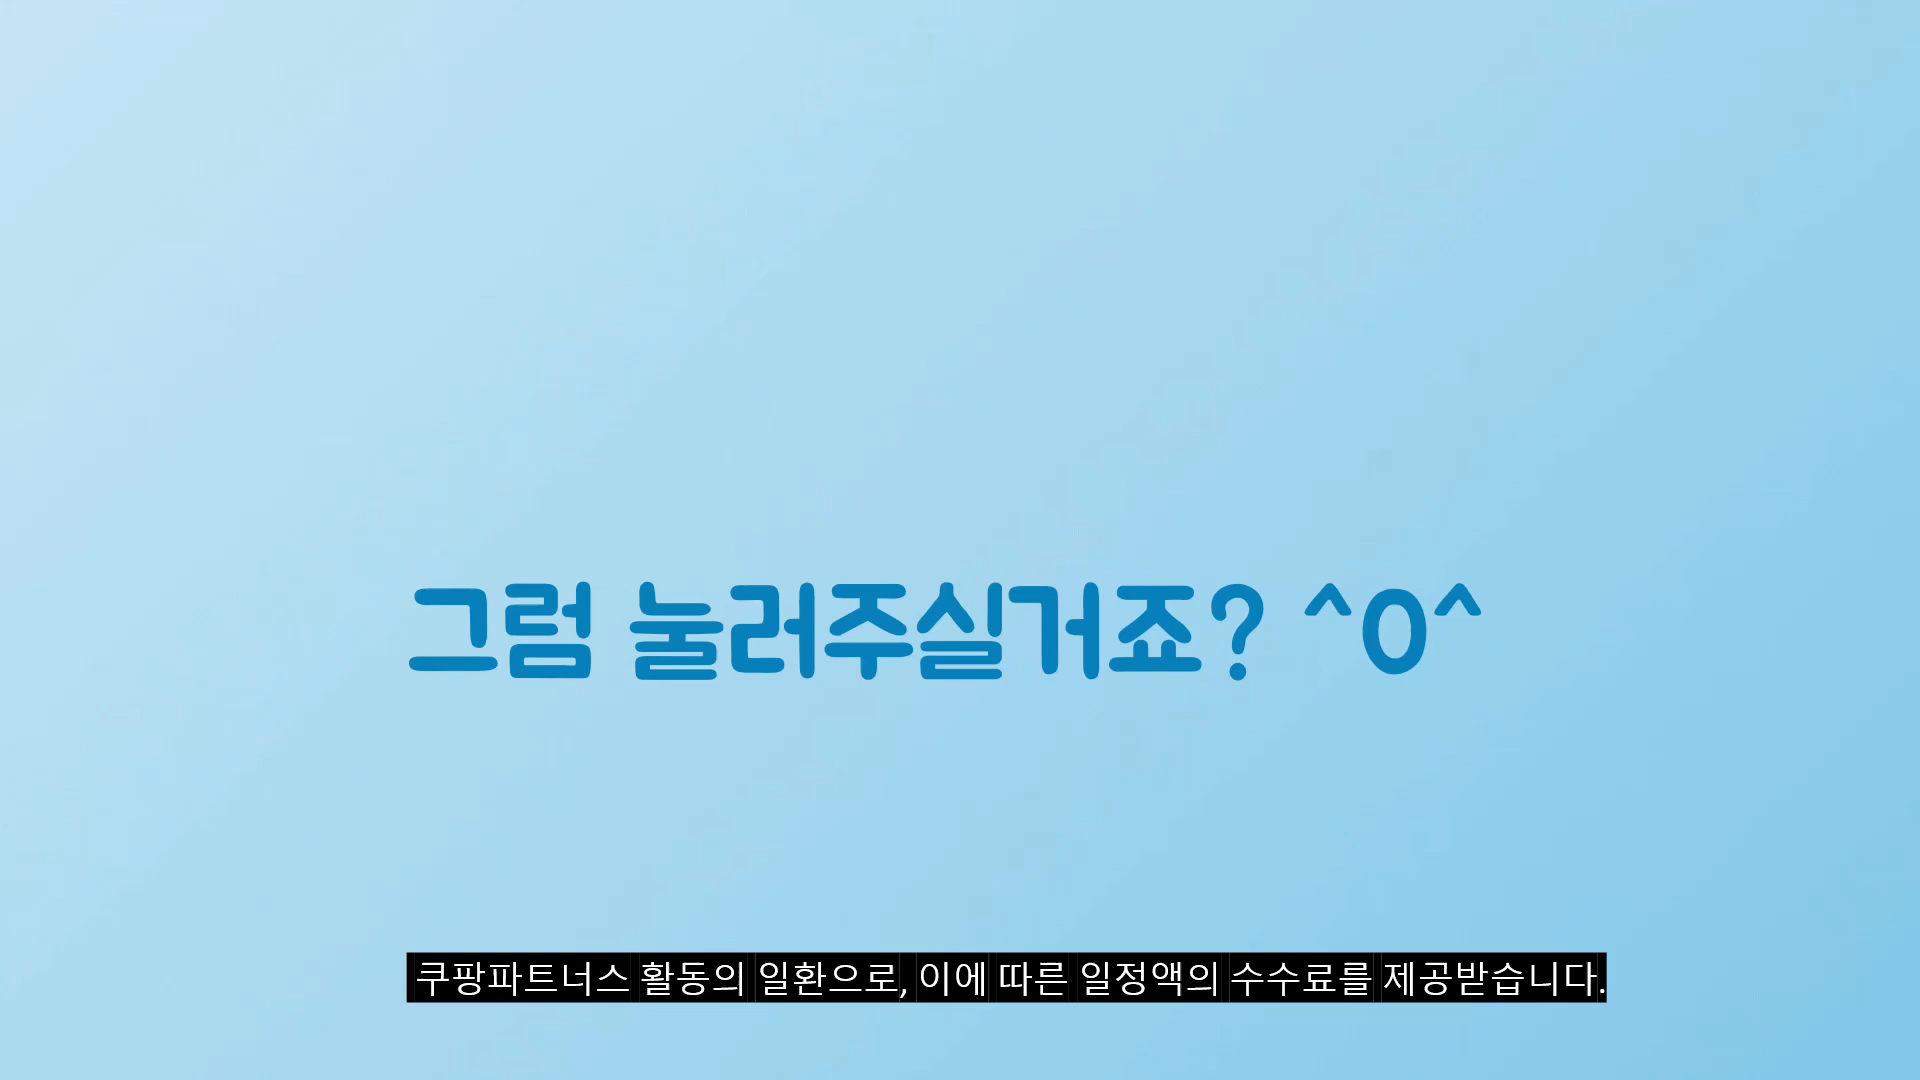 그럼 눌러주실거죠? ^0^
쿠팡파트너스 활동의 일환으로, 이에 따른 일정액의 수수료를 제공받습니다.